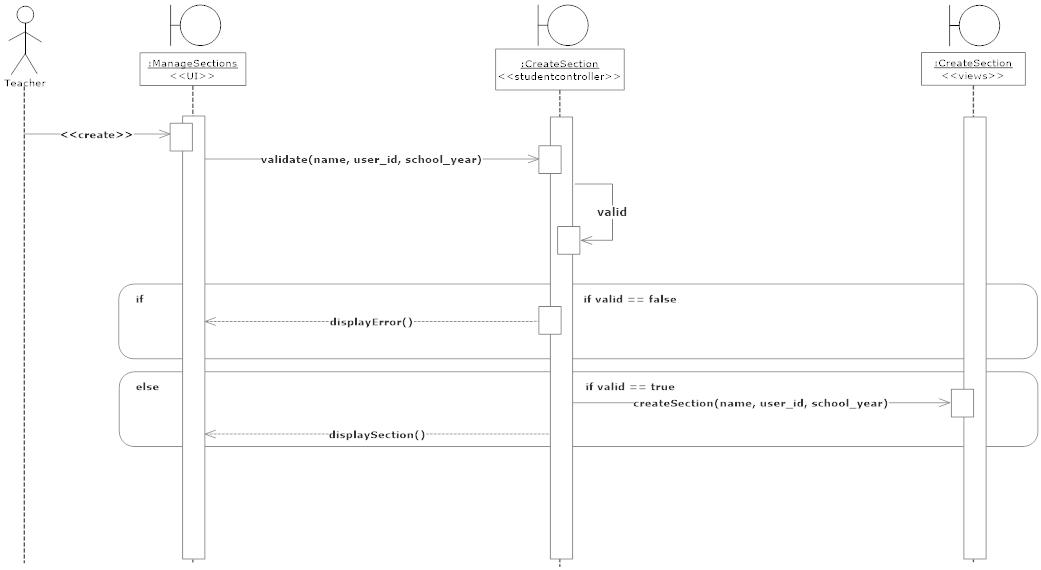 Teacher
:ManageSections
<<UI>>
:CreateSection
<<studentcontroller>>
:CreateSection
<<views>>
<<create>>
validate(name, user_id, school_year)
valid
if
if valid == false
displayError()
else
if valid == true
createSection(name, user_id, school_year)
displaySection()